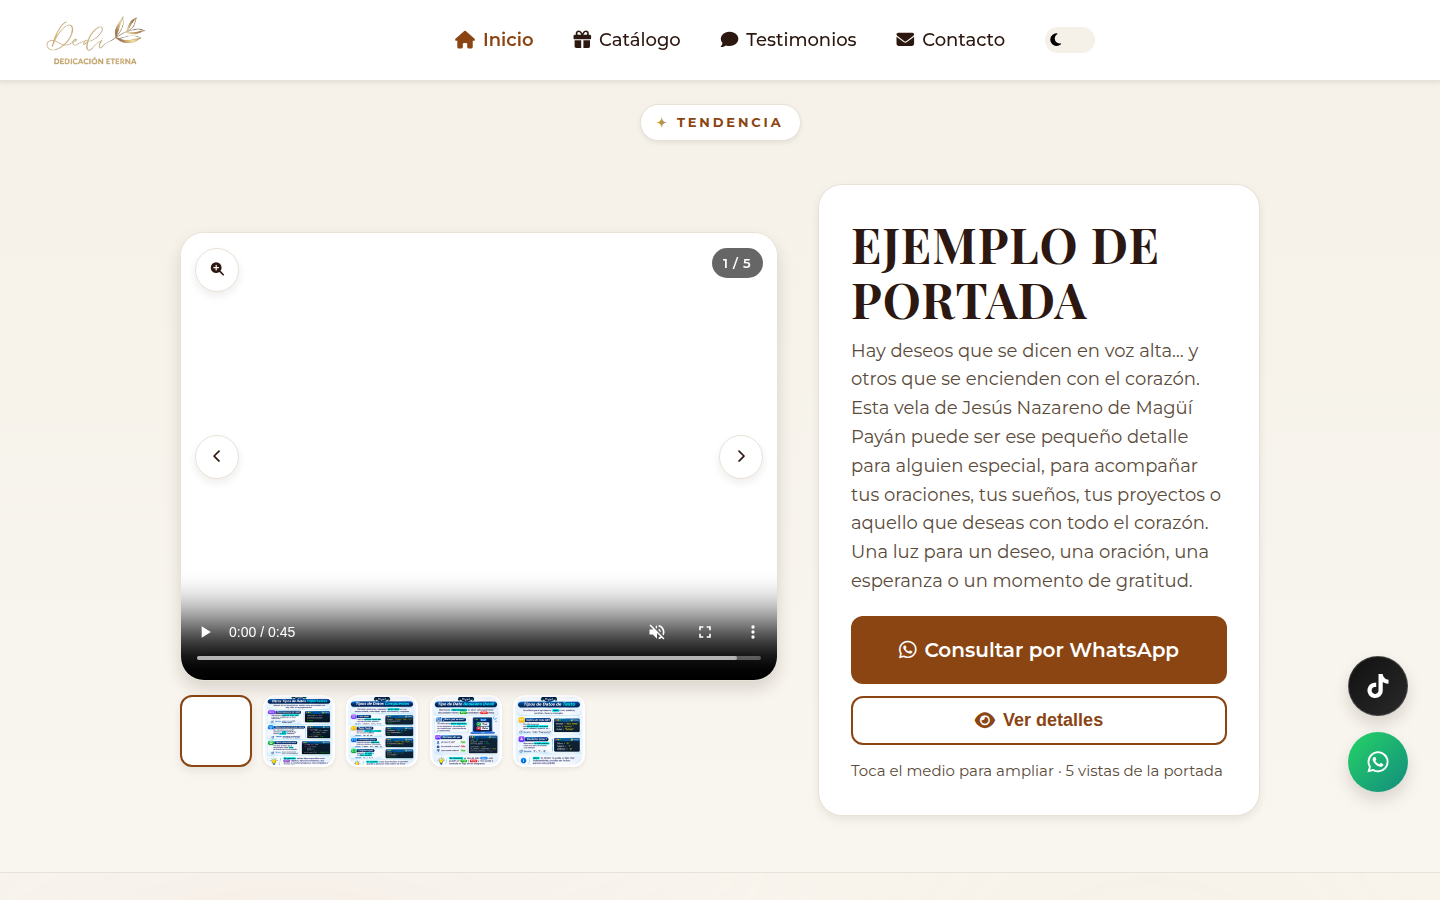 Dedi
DEDICACIÓN ETERNA
Inicio
Catálogo
Testimonios
Contacto
TENDENCIA
1 / 5
0:00 / 0:45
EJEMPLO DE
PORTADA
Hay deseos que se dicen en voz alta... y
otros que se encienden con el corazón.
Esta vela de Jesús Nazareno de Magüí
Payán puede ser ese pequeño detalle
para alguien especial, para acompañar
tus oraciones, tus sueños, tus proyectos o
aquello que deseas con todo el corazón.
Una luz para un deseo, una oración, una
esperanza o un momento de gratitud.
Consultar por WhatsApp
Ver detalles
Toca el medio para ampliar · 5 vistas de la portada